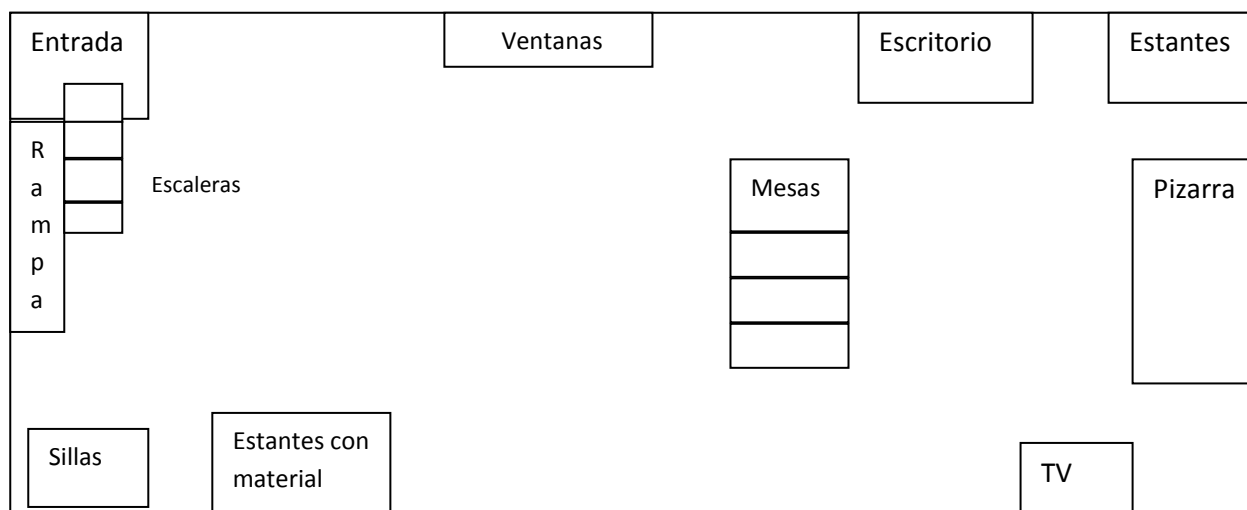 Entrada
Ventanas
Escritorio
Estantes
R
a
m
p
a
Escaleras
Mesas
Pizarra
Sillas
Estantes con
material
TV